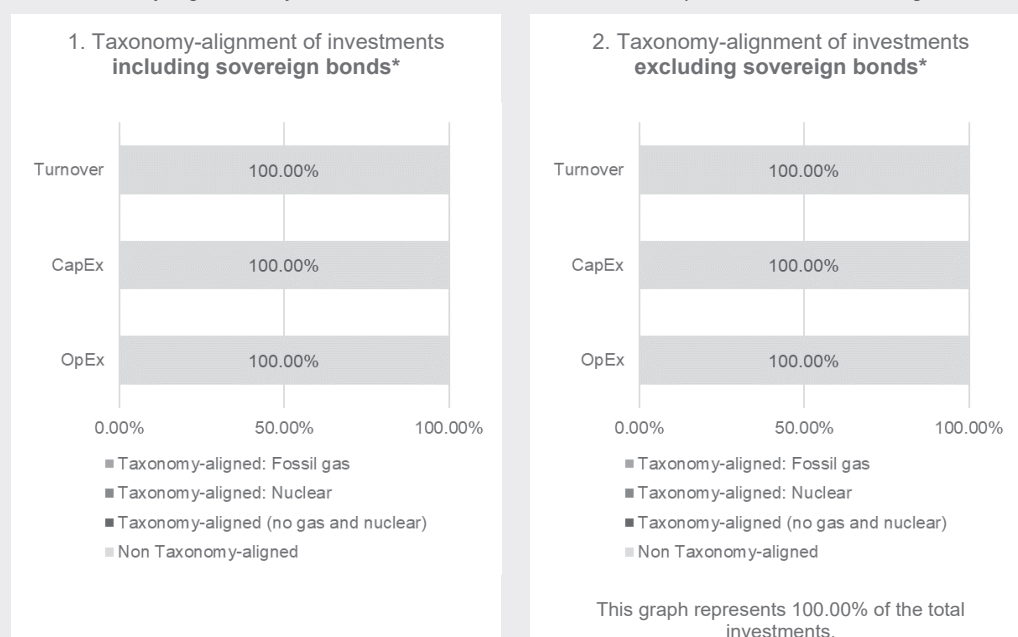 1. Taxonomy-alignment of investments
including sovereign bonds*
Turnover
100.00%
CapEx
100.00%
OpEx
100.00%
0.00% 50.00% 100.00%
Taxonomy-aligned: Fossil gas
Taxonomy-aligned: Nuclear
Taxonomy-aligned (no gas and nuclear)
Non Taxonomy-aligned
2. Taxonomy-alignment of investments
excluding sovereign bonds*
Turnover
100.00%
CapEx
100.00%
OpEx
100.00%
0.00% 50.00% 100.00%
Taxonomy-aligned: Fossil gas
Taxonomy-aligned: Nuclear
Taxonomy-aligned (no gas and nuclear)
Non Taxonomy-aligned
This graph represents 100.00% of the total
investments.